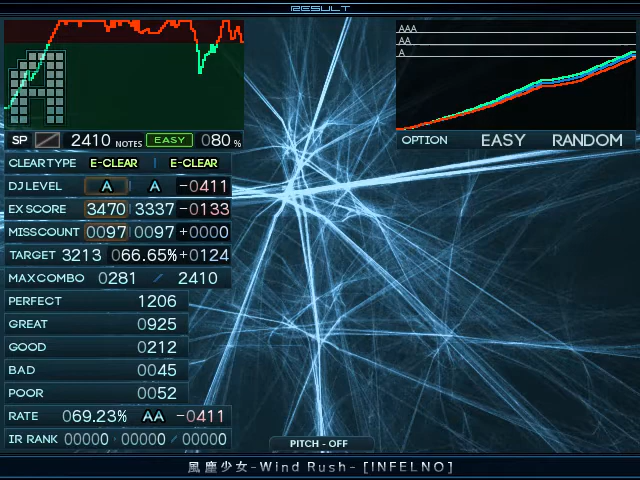 RESULT
AAA
AA
A
A
SP 2410 NOTES EASY 080 %
OPTION EASY RANDOM
CLEAR TYPE E-CLEAR | E-CLEAR
DJ LEVEL A | A -0411
EX SCORE 3470 3337 -0133
MISSCOUNT 0097 0097 +0000
TARGET 3213 066.65% +0124
MAXCOMBO 0281 / 2410
PERFECT 1206
GREAT 0925
GOOD 0212
BAD 0045
POOR 0052
RATE 069.23% AA -0411
IR RANK 00000 · 00000 / 00000
PITCH - OFF
風塵少女-Wind Rush- [INFELNO]